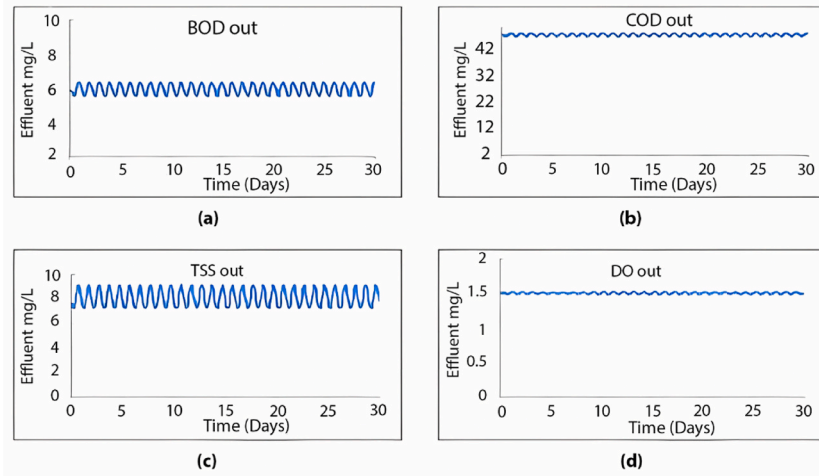 BOD out
Effluent mg/L
10
8
6
4
2
0 5 10 15 20 25 30
Time (Days)
(a)
COD out
Effluent mg/L
42
32
22
12
2
0 5 10 15 20 25 30
Time (Days)
(b)
TSS out
Effluent mg/L
10
8
6
4
2
0
0 5 10 15 20 25 30
Time (Days)
(c)
DO out
Effluent mg/L
2
1.5
1
0.5
0
0 5 10 15 20 25 30
Time (Days)
(d)